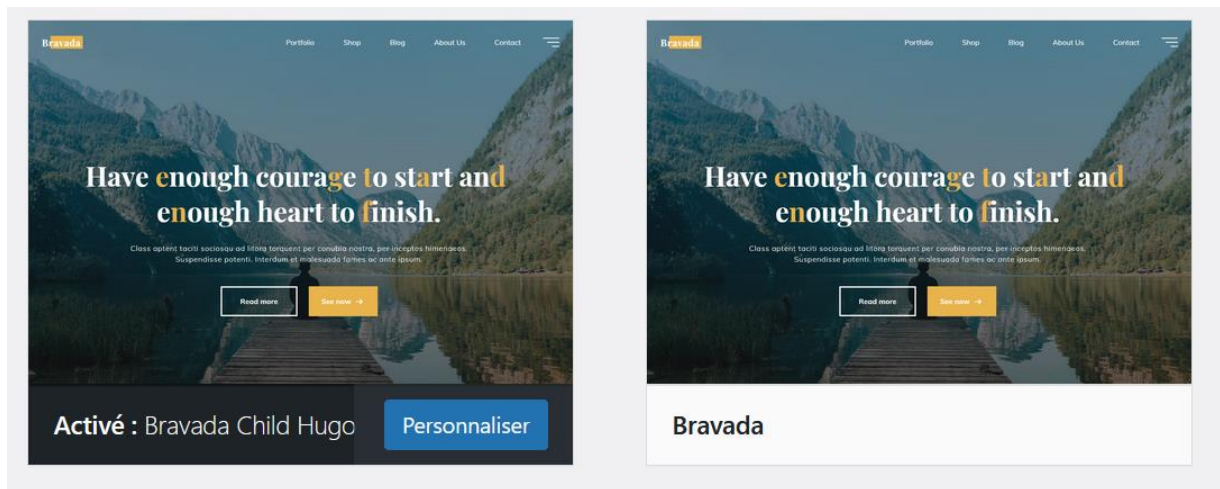 Bravada
Portfolio Shop Blog About Us Contact
Have enough courage to start and
enough heart to finish.
Class aptent taciti sociosqu ad litora torquent per conubia nostra, per inceptos himenaeos.
Suspendisse potenti. Interdum et malesuada fames ac ante ipsum.
Read more
See now →
Activé : Bravada Child Hugo
Personnaliser
Bravada
Portfolio Shop Blog About Us Contact
Have enough courage to start and
enough heart to finish.
Class aptent taciti sociosqu ad litora torquent per conubia nostra, per inceptos himenaeos.
Suspendisse potenti. Interdum et malesuada fames ac ante ipsum.
Read more
See now →
Bravada